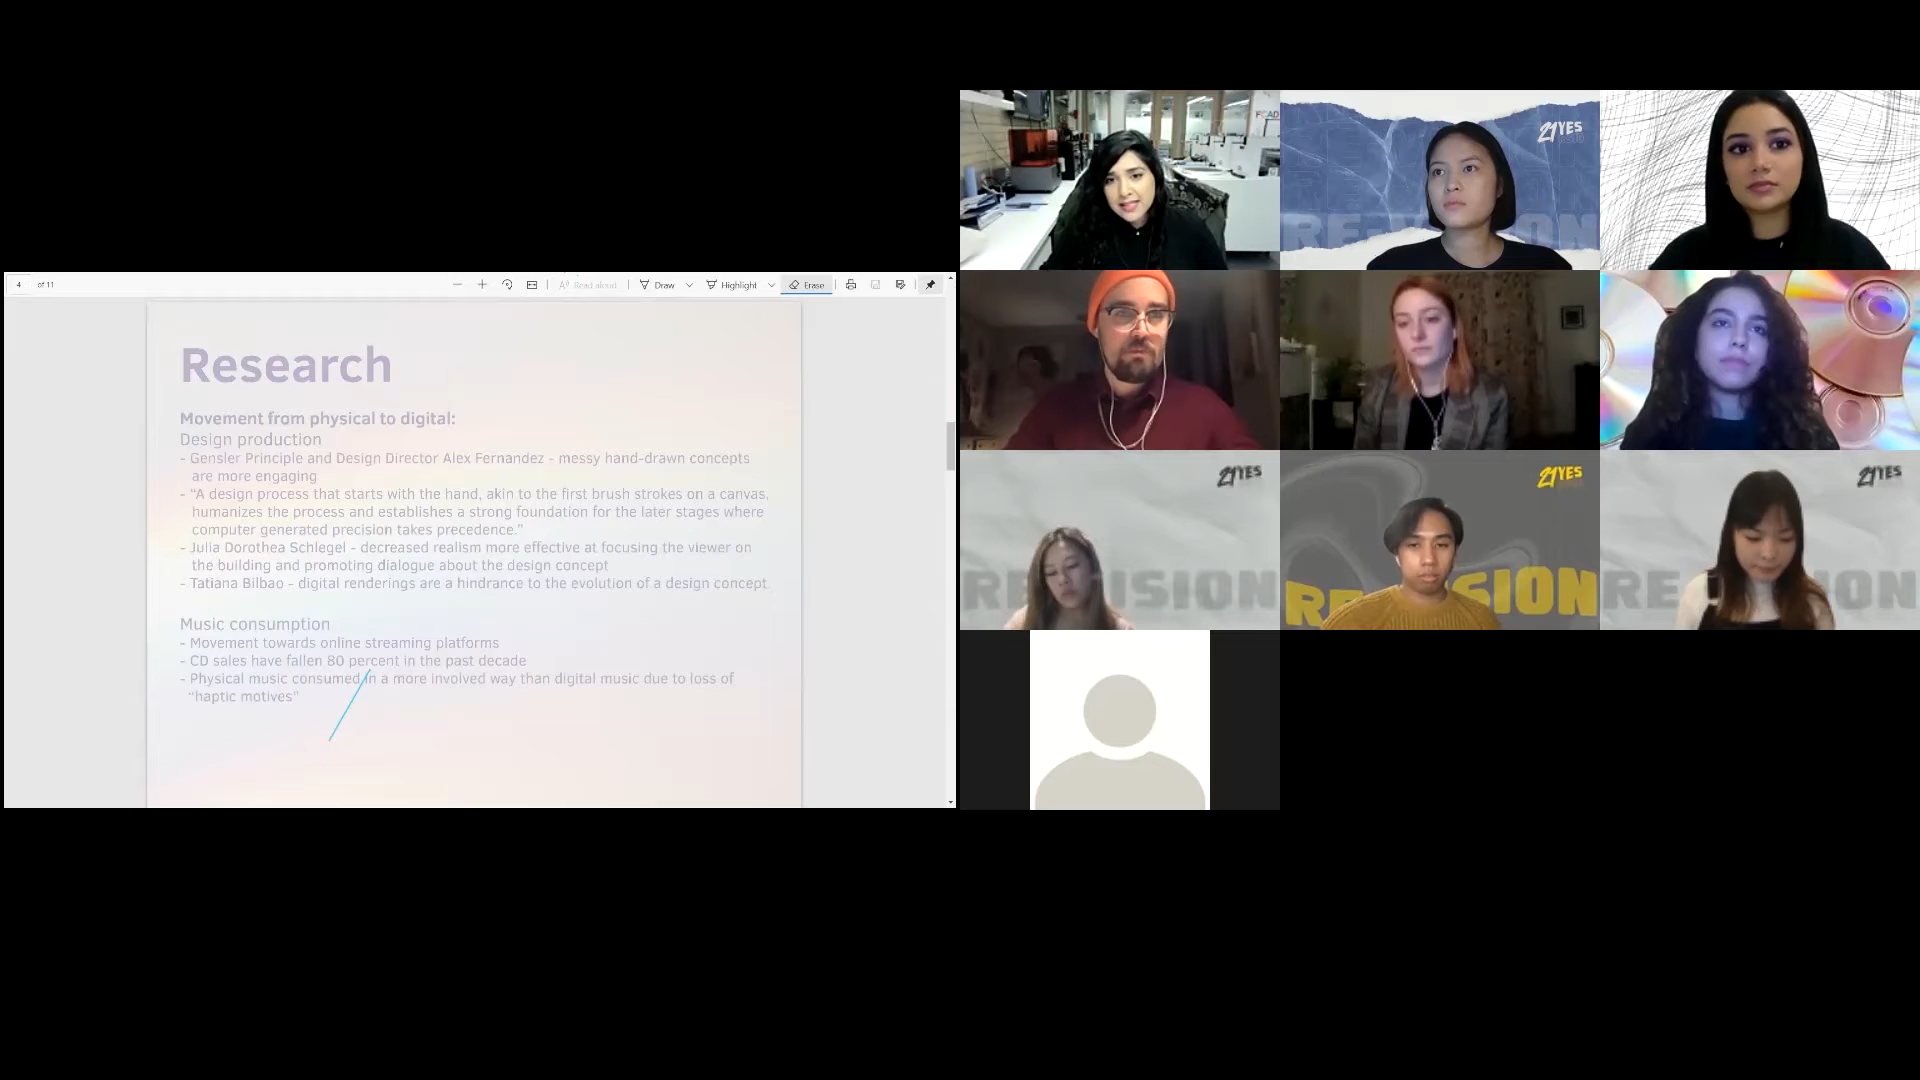 4 of 11
Read aloud
Draw
Highlight
Erase
Research
Movement from physical to digital:
Design production
- Gensler Principle and Design Director Alex Fernandez - messy hand-drawn concepts
are more engaging
- “A design process that starts with the hand, akin to the first brush strokes on a canvas,
humanizes the process and establishes a strong foundation for the later stages where
computer generated precision takes precedence.”
- Julia Dorothea Schlegel - decreased realism more effective at focusing the viewer on
the building and promoting dialogue about the design concept
- Tatiana Bilbao - digital renderings are a hindrance to the evolution of a design concept
Music consumption
- Movement towards online streaming platforms
- CD sales have fallen 80 percent in the past decade
- Physical music consumed in a more involved way than digital music due to loss of
“haptic motives”
FCAD
21YES
21YES
21YES
21YES